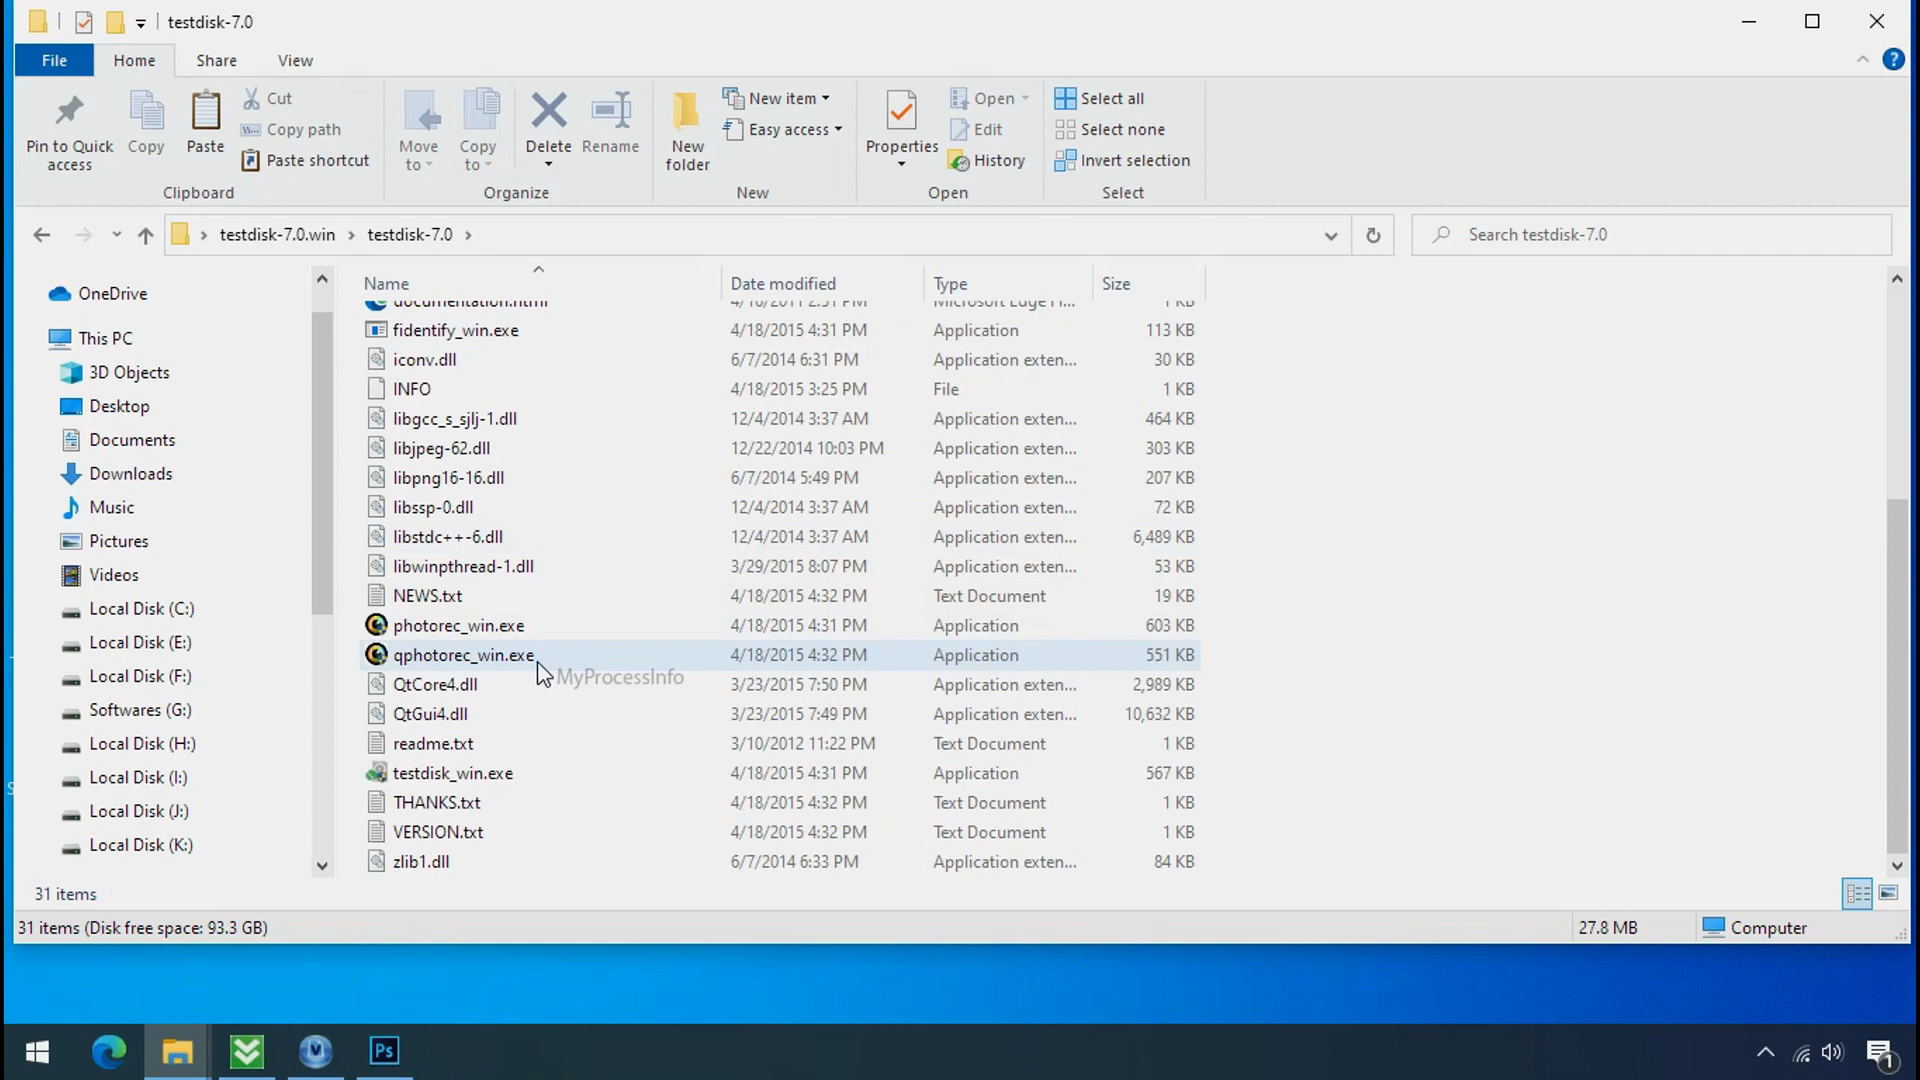 testdisk-7.0
File
Home
Share
View
?
Pin to Quick access
Copy
Paste
Cut
Copy path
Paste shortcut
Clipboard
Move to
Copy to
Delete
Rename
Organize
New folder
New item
Easy access
New
Properties
Open
Edit
History
Open
Select all
Select none
Invert selection
Select
testdisk-7.0.win > testdisk-7.0 >
Search testdisk-7.0
OneDrive
This PC
3D Objects
Desktop
Documents
Downloads
Music
Pictures
Videos
Local Disk (C:)
Local Disk (E:)
Local Disk (F:)
Softwares (G:)
Local Disk (H:)
Local Disk (I:)
Local Disk (J:)
Local Disk (K:)
Name Date modified Type Size
documentation.html 4/16/2011 2:51 PM Microsoft Edge H... 1 KB
fidentify_win.exe 4/18/2015 4:31 PM Application 113 KB
iconv.dll 6/7/2014 6:31 PM Application exten... 30 KB
INFO 4/18/2015 3:25 PM File 1 KB
libgcc_s_sjlj-1.dll 12/4/2014 3:37 AM Application exten... 464 KB
libjpeg-62.dll 12/22/2014 10:03 PM Application exten... 303 KB
libpng16-16.dll 6/7/2014 5:49 PM Application exten... 207 KB
libssp-0.dll 12/4/2014 3:37 AM Application exten... 72 KB
libstdc++-6.dll 12/4/2014 3:37 AM Application exten... 6,489 KB
libwinpthread-1.dll 3/29/2015 8:07 PM Application exten... 53 KB
NEWS.txt 4/18/2015 4:32 PM Text Document 19 KB
photorec_win.exe 4/18/2015 4:31 PM Application 603 KB
qphotorec_win.exe 4/18/2015 4:32 PM Application 551 KB
MyProcessInfo
QtCore4.dll 3/23/2015 7:50 PM Application exten... 2,989 KB
QtGui4.dll 3/23/2015 7:49 PM Application exten... 10,632 KB
readme.txt 3/10/2012 11:22 PM Text Document 1 KB
testdisk_win.exe 4/18/2015 4:31 PM Application 567 KB
THANKS.txt 4/18/2015 4:32 PM Text Document 1 KB
VERSION.txt 4/18/2015 4:32 PM Text Document 1 KB
zlib1.dll 6/7/2014 6:33 PM Application exten... 84 KB
31 items
31 items (Disk free space: 93.3 GB)
27.8 MB
Computer
Ps
1